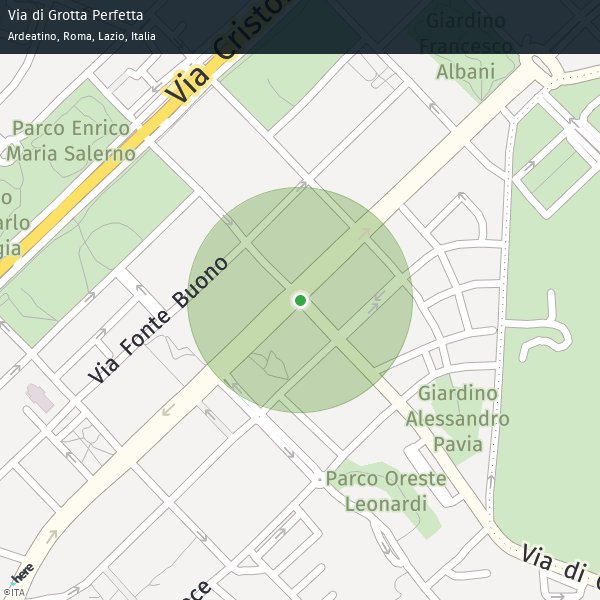 Via di Grotta Perfetta
Ardeatino, Roma, Lazio, Italia
Via Cristo
Giardino
Francesco
Albani
Parco Enrico
Maria Salerno
o
arlo
gia
Via Fonte Buono
Giardino
Alessandro
Pavia
Parco Oreste
Leonardi
Via di
oce
here
©ITA